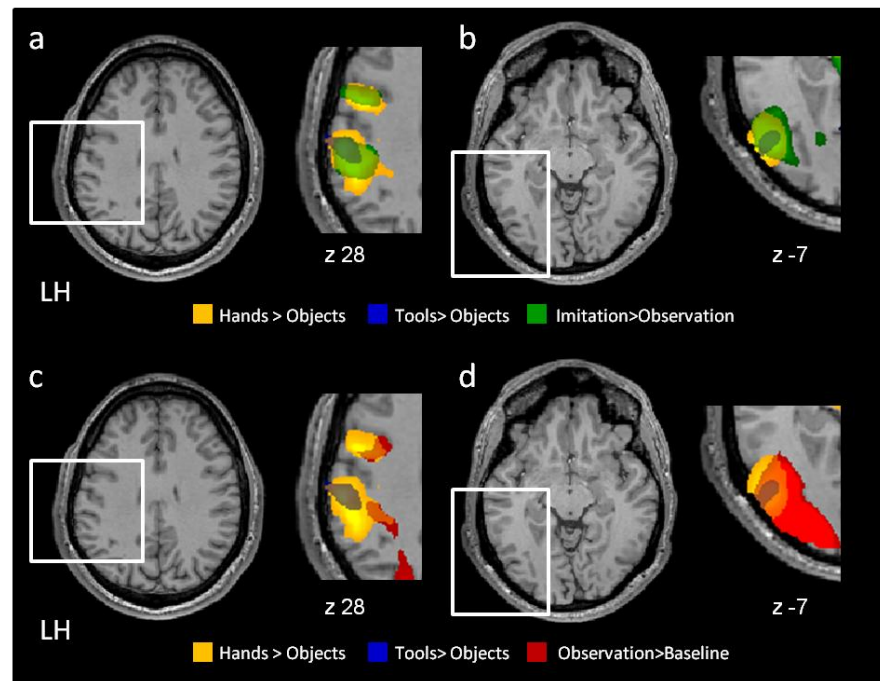 a
b
z 28
z -7
LH
Hands > Objects
Tools> Objects
Imitation>Observation
c
d
z 28
z -7
LH
Hands > Objects
Tools> Objects
Observation>Baseline